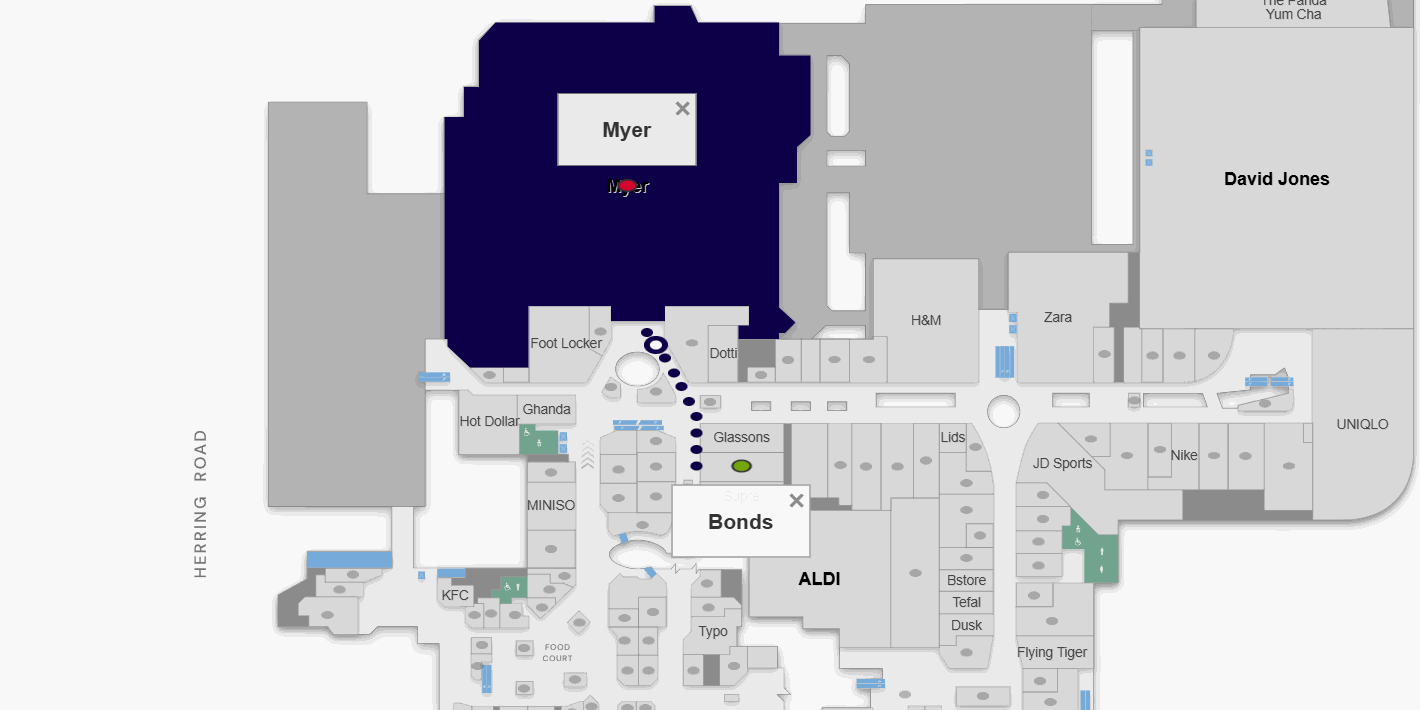 The Panda
Yum Cha
Myer
Myer
David Jones
H&M
Zara
Foot Locker
Dotti
Ghanda
Hot Dollar
Glassons
Lids
UNIQLO
JD Sports
Nike
HERRING ROAD
MINISO
Supré
Bonds
ALDI
Bstore
KFC
Tefal
Dusk
Typo
FOOD
COURT
Flying Tiger